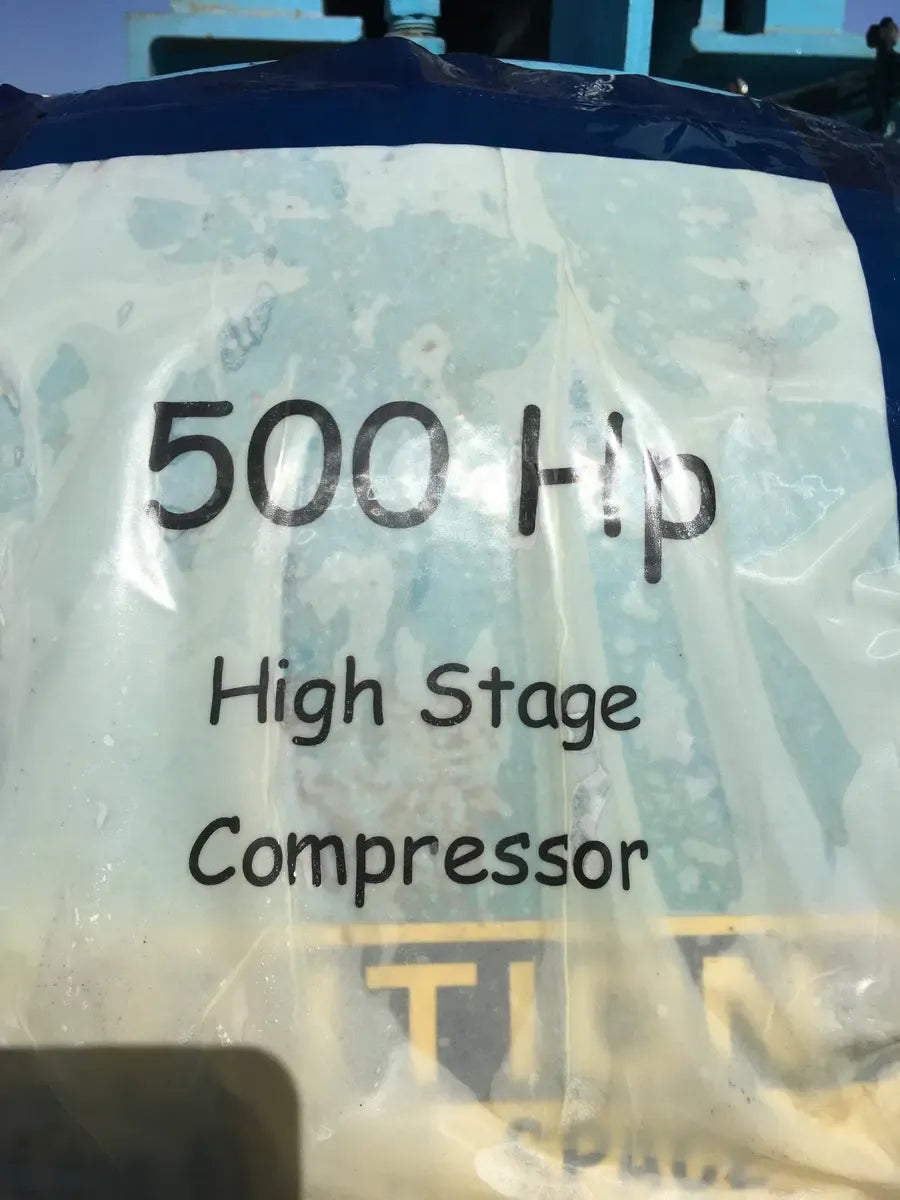 500 Hp
High Stage
Compressor